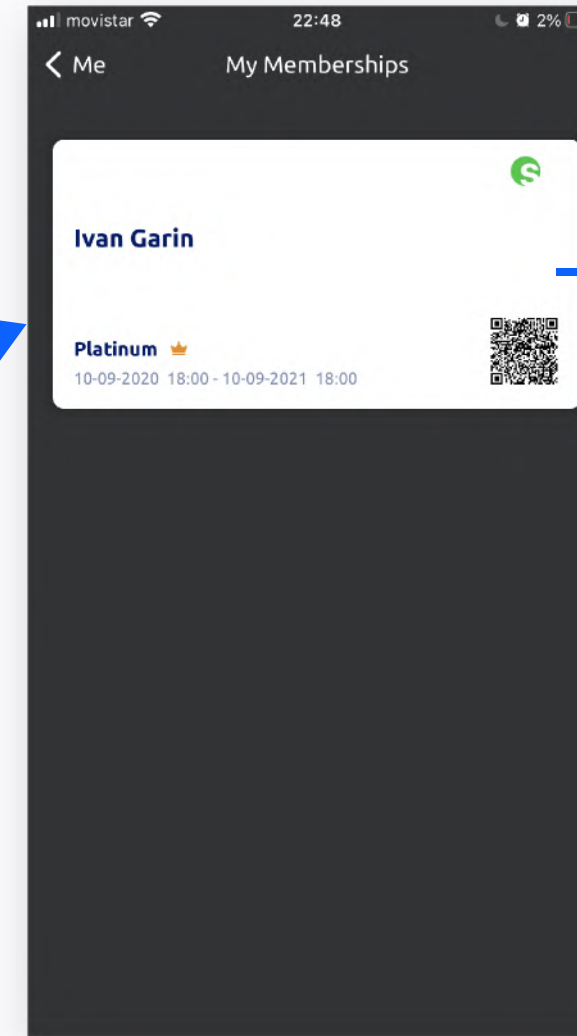 movistar 22:48 2%
Me My Memberships
S
Ivan Garin
Platinum
10-09-2020 18:00 - 10-09-2021 18:00